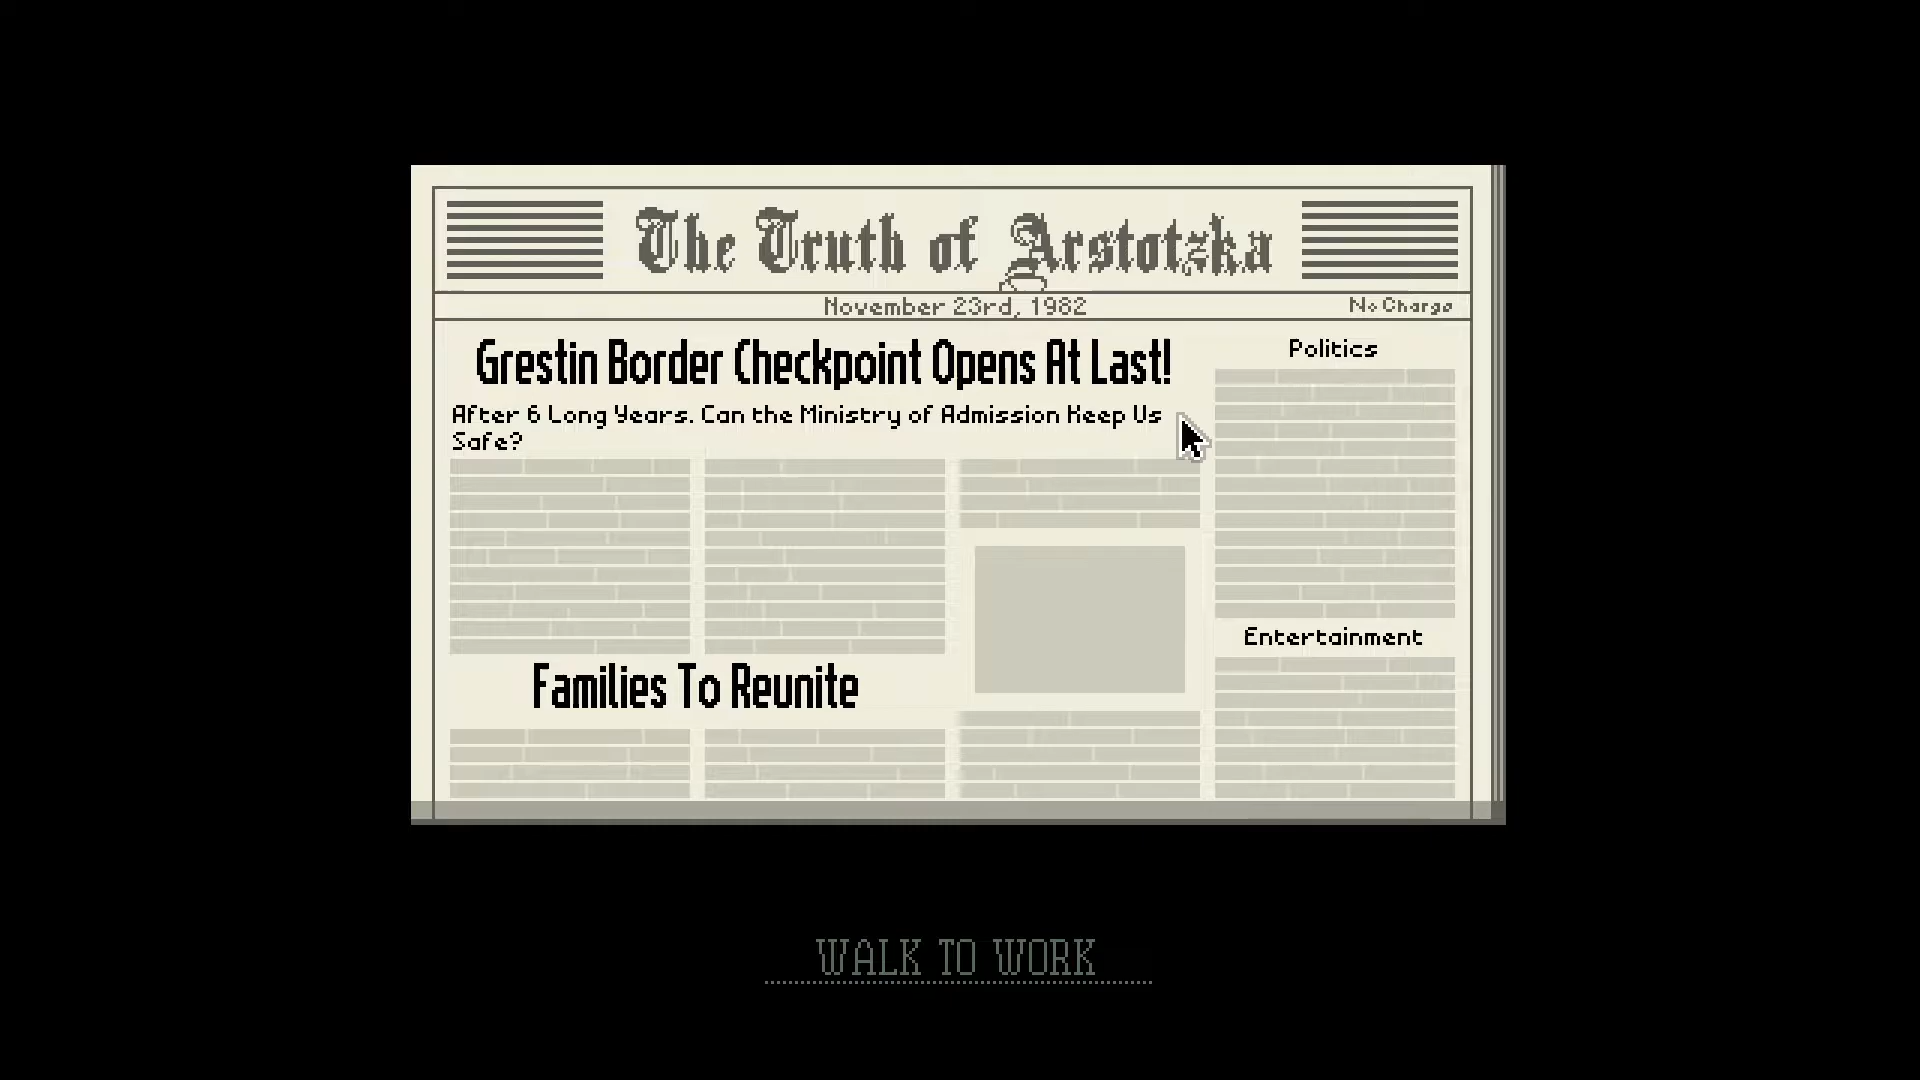 The Truth of Arstotzka
November 23rd, 1982
No Charge
Grestin Border Checkpoint Opens At Last!
After 6 Long Years. Can the Ministry of Admission Keep Us
Safe?
Families To Reunite
Politics
Entertainment
WALK TO WORK